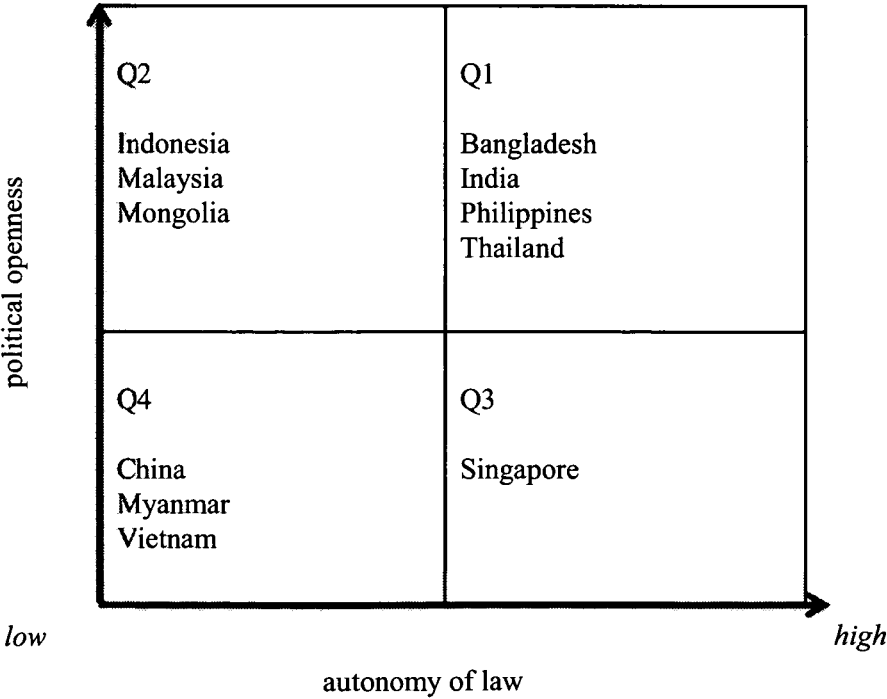 political openness
Q2
Indonesia
Malaysia
Mongolia
Q1
Bangladesh
India
Philippines
Thailand
Q4
China
Myanmar
Vietnam
Q3
Singapore
low
high
autonomy of law